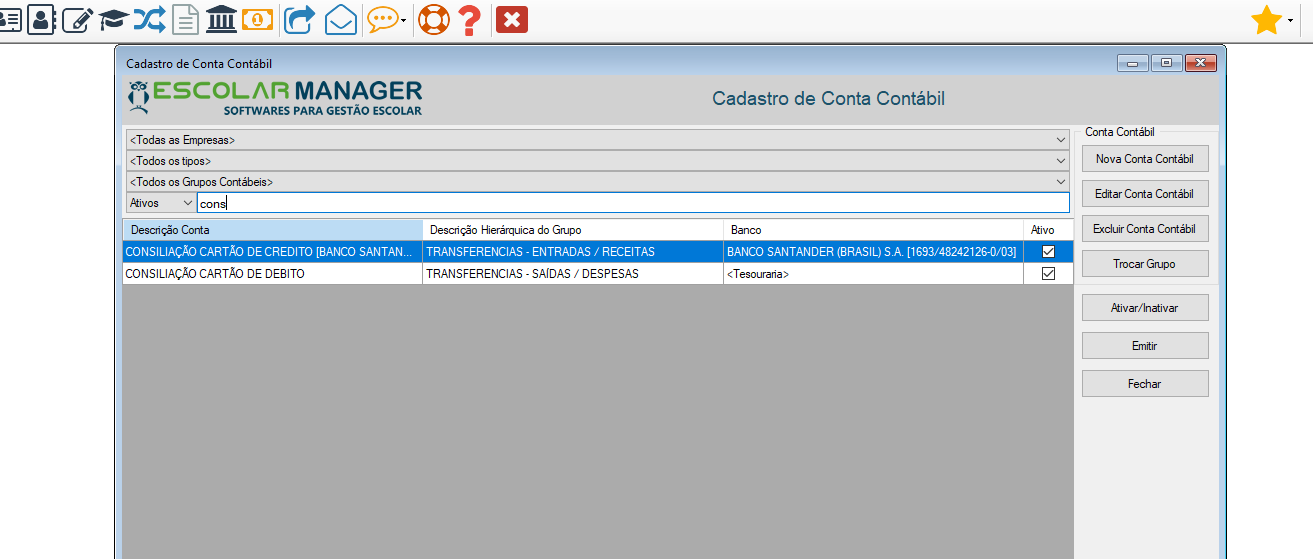 Cadastro de Conta Contábil
ESCOLAR MANAGER
SOFTWARES PARA GESTÃO ESCOLAR
Cadastro de Conta Contábil
<Todas as Empresas>
<Todos os tipos>
<Todos os Grupos Contábeis>
Ativos cons
Descrição Conta Descrição Hierárquica do Grupo Banco Ativo
CONSILIAÇÃO CARTÃO DE CREDITO [BANCO SANTAN... TRANSFERENCIAS - ENTRADAS / RECEITAS BANCO SANTANDER (BRASIL) S.A. [1693/48242126-0/03]
CONSILIAÇÃO CARTÃO DE DEBITO TRANSFERENCIAS - SAÍDAS / DESPESAS <Tesouraria>
Conta Contábil
Nova Conta Contábil
Editar Conta Contábil
Excluir Conta Contábil
Trocar Grupo
Ativar/Inativar
Emitir
Fechar